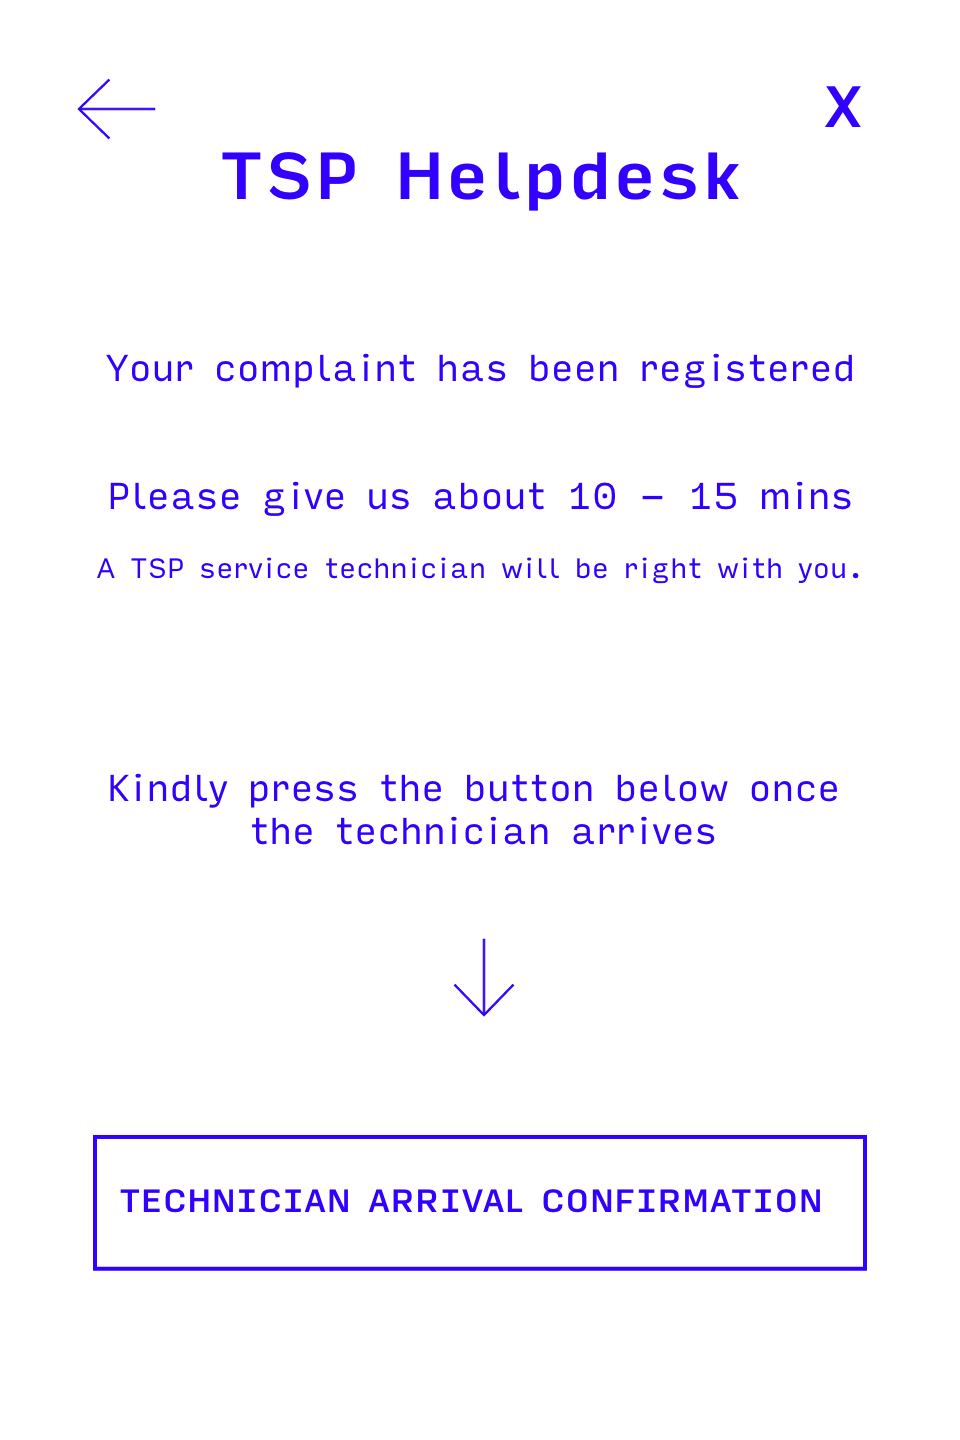 X
TSP Helpdesk
Your complaint has been registered
Please give us about 10 – 15 mins
A TSP service technician will be right with you.
Kindly press the button below once
the technician arrives
TECHNICIAN ARRIVAL CONFIRMATION